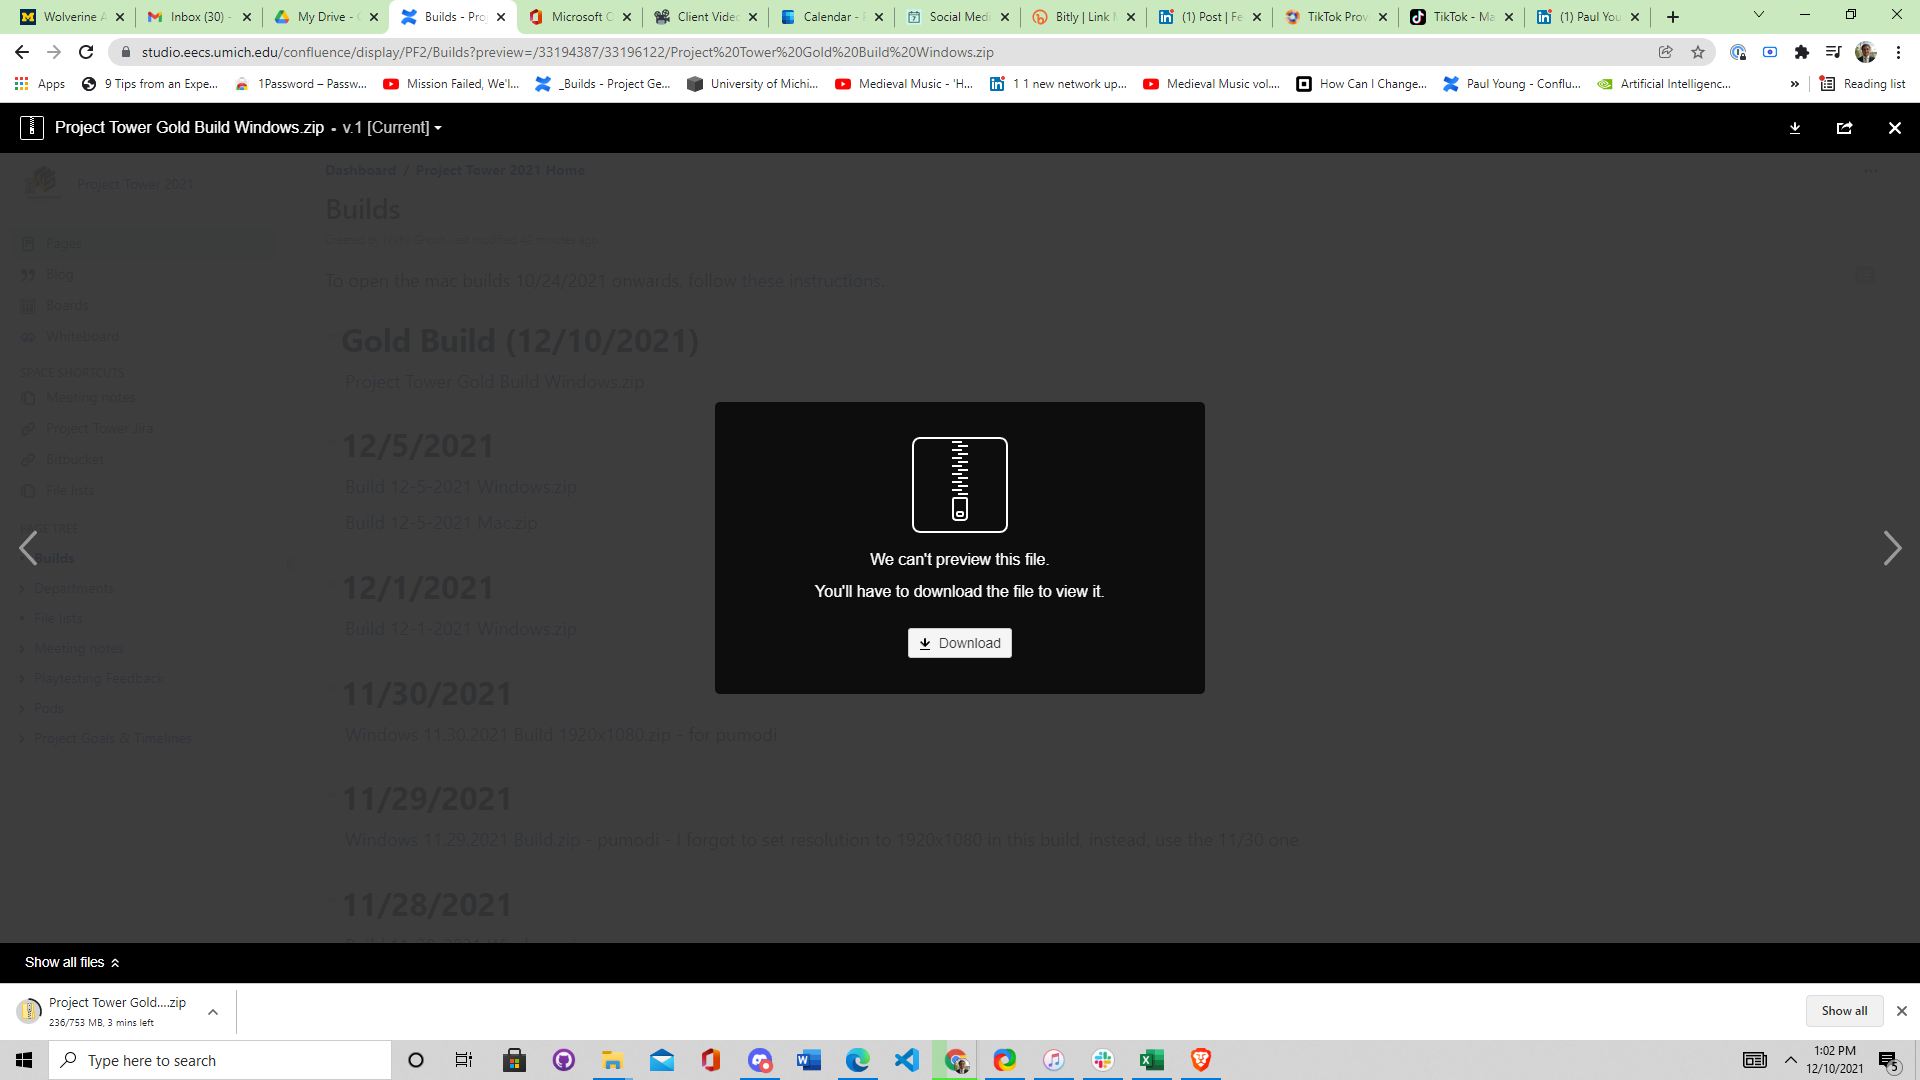 Wolverine A
Inbox (30) -
My Drive - G
Builds - Proj
Microsoft O
Client Video
Calendar - P
Social Medi
Bitly | Link M
(1) Post | Fe
TikTok Prov
TikTok - Ma
(1) Paul You
studio.eecs.umich.edu/confluence/display/PF2/Builds?preview=/33194387/33196122/Project%20Tower%20Gold%20Build%20Windows.zip
Apps
9 Tips from an Expe...
1Password – Passw...
Mission Failed, We'l...
_Builds - Project Ge...
University of Michi...
Medieval Music - 'H...
1 1 new network up...
Medieval Music vol....
How Can I Change...
Paul Young - Conflu...
Artificial Intelligenc...
»
Reading list
Project Tower Gold Build Windows.zip - v.1 [Current]
Project Tower 2021
Dashboard / Project Tower 2021 Home
Builds
Pages
Blog
Boards
Whiteboard
SPACE SHORTCUTS
Meeting notes
Project Tower Jira
Bitbucket
File lists
PAGE TREE
Builds
Departments
File lists
Meeting notes
Playtesting Feedback
Pods
Project Goals & Timelines
To open the mac builds 10/24/2021 onwards, follow these instructions.
Gold Build (12/10/2021)
Project Tower Gold Build Windows.zip
12/5/2021
Build 12-5-2021 Windows.zip
Build 12-5-2021 Mac.zip
12/1/2021
Build 12-1-2021 Windows.zip
11/30/2021
Windows 11.30.2021 Build 1920x1080.zip - for pumodi
11/29/2021
Windows 11.29.2021 Build.zip - pumodi - I forgot to set resolution to 1920x1080 in this build, instead, use the 11/30 one
11/28/2021
We can't preview this file.
You'll have to download the file to view it.
Download
Show all files
Project Tower Gold....zip
236/753 MB, 3 mins left
Show all
Type here to search
1:02 PM
12/10/2021
5